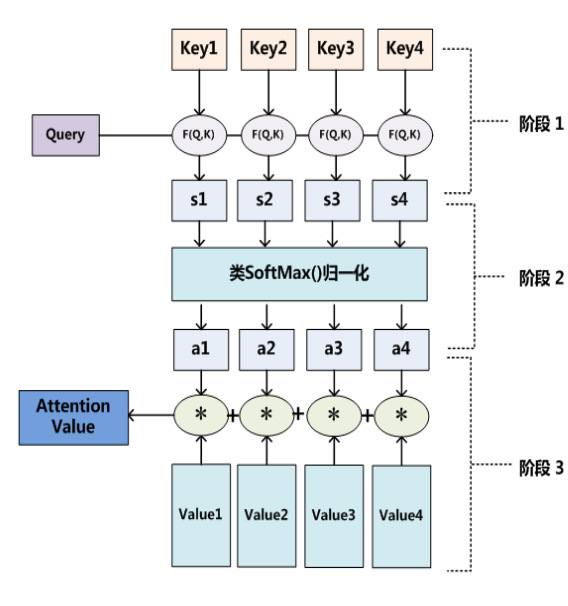 Key1 Key2 Key3 Key4
阶段 1
Query F(Q,K) F(Q,K) F(Q,K) F(Q,K)
s1 s2 s3 s4
类SoftMax()归一化
阶段 2
a1 a2 a3 a4
Attention
Value
* + * + * + *
阶段 3
Value1 Value2 Value3 Value4